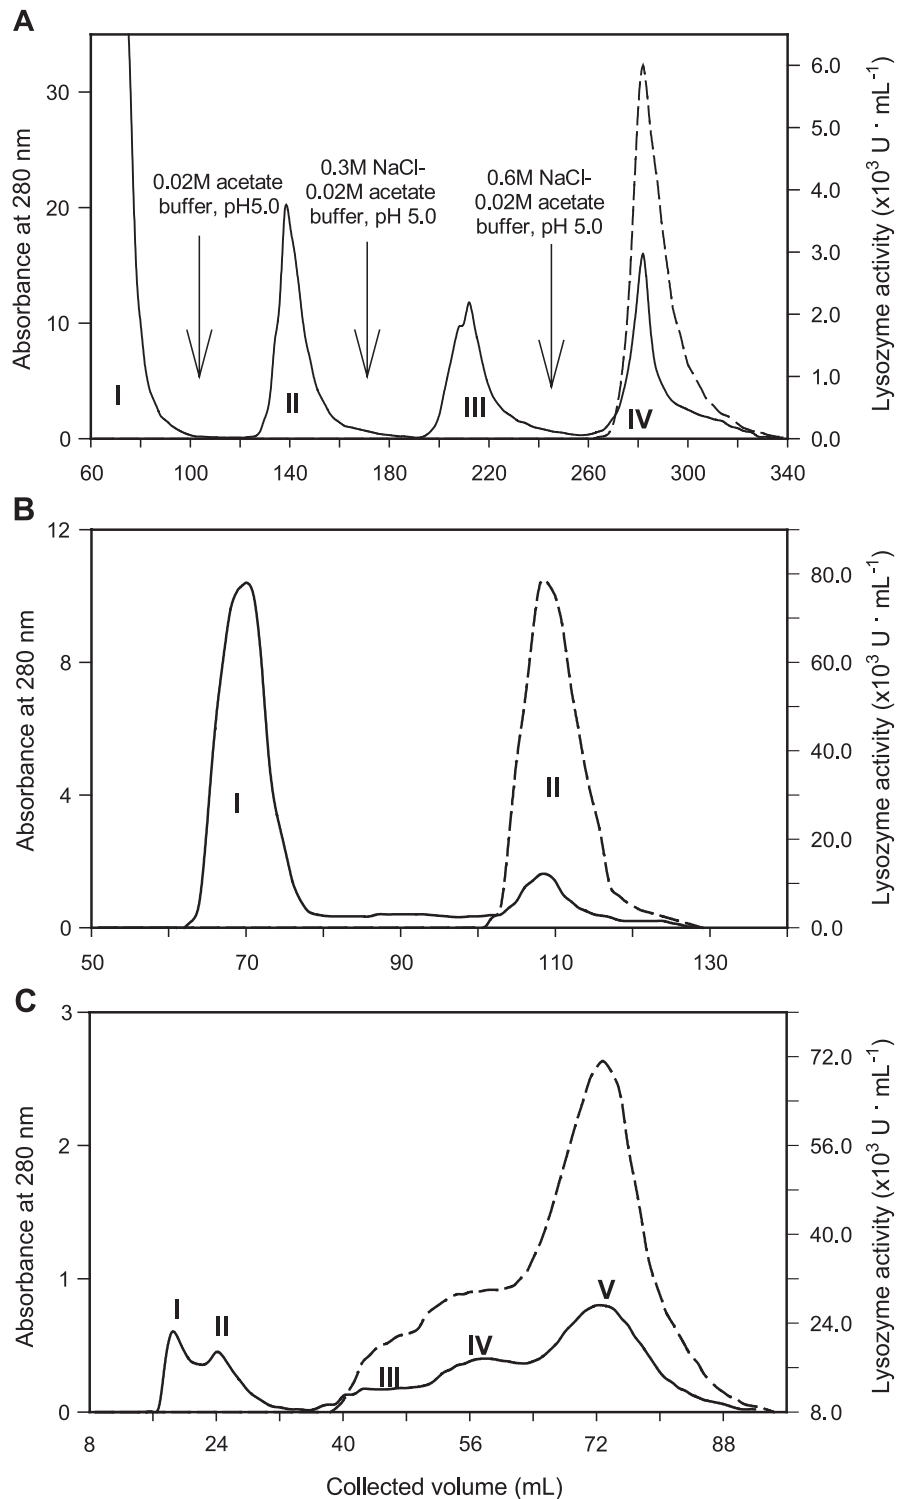 A
Absorbance at 280 nm
30
20
10
0
0.02M acetate
buffer, pH5.0
0.3M NaCl-
0.02M acetate
buffer, pH 5.0
0.6M NaCl-
0.02M acetate
buffer, pH 5.0
I
II
III
IV
6.0
5.0
4.0
3.0
2.0
1.0
0.0
Lysozyme activity (x10³ U · mL⁻¹)
60 100 140 180 220 260 300 340
B
Absorbance at 280 nm
12
8
4
0
I
II
80.0
60.0
40.0
20.0
0.0
Lysozyme activity (x10³ U · mL⁻¹)
50 70 90 110 130
C
Absorbance at 280 nm
3
2
1
0
I
II
III
IV
V
72.0
56.0
40.0
24.0
8.0
Lysozyme activity (x10³ U · mL⁻¹)
8 24 40 56 72 88
Collected volume (mL)